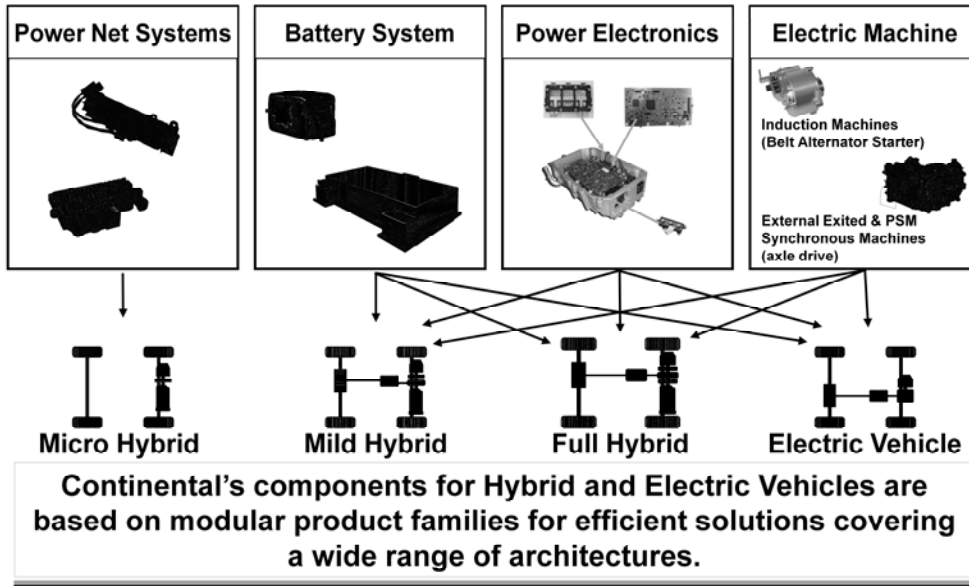 Power Net Systems
Battery System
Power Electronics
Electric Machine
Induction Machines
(Belt Alternator Starter)
External Exited & PSM
Synchronous Machines
(axle drive)
Micro Hybrid
Mild Hybrid
Full Hybrid
Electric Vehicle
Continental's components for Hybrid and Electric Vehicles are
based on modular product families for efficient solutions covering
a wide range of architectures.